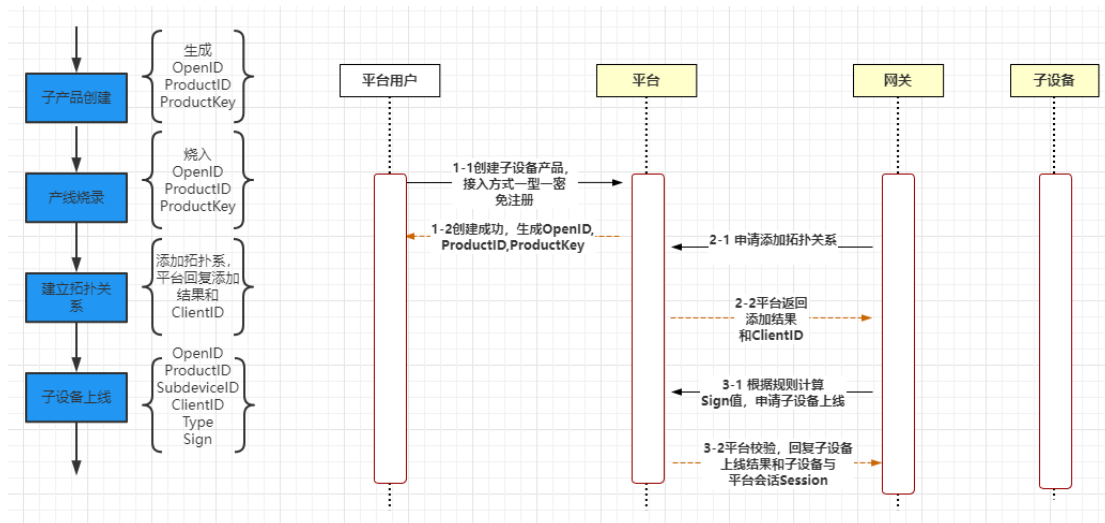 生成
OpenID
ProductID
ProductKey
子产品创建
烧入
OpenID
ProductID
ProductKey
产线烧录
添加拓扑系，
平台回复添加
结果和
ClientID
建立拓扑关
系
OpenID
ProductID
SubdeviceID
ClientID
Type
Sign
子设备上线
平台用户
平台
网关
子设备
1-1创建子设备产品，
接入方式一型一密
免注册
1-2创建成功，生成OpenID,
ProductID,ProductKey
2-1 申请添加拓扑关系
2-2平台返回
添加结果
和ClientID
3-1 根据规则计算
Sign值，申请子设备上线
3-2平台校验，回复子设备
上线结果和子设备与
平台会话Session